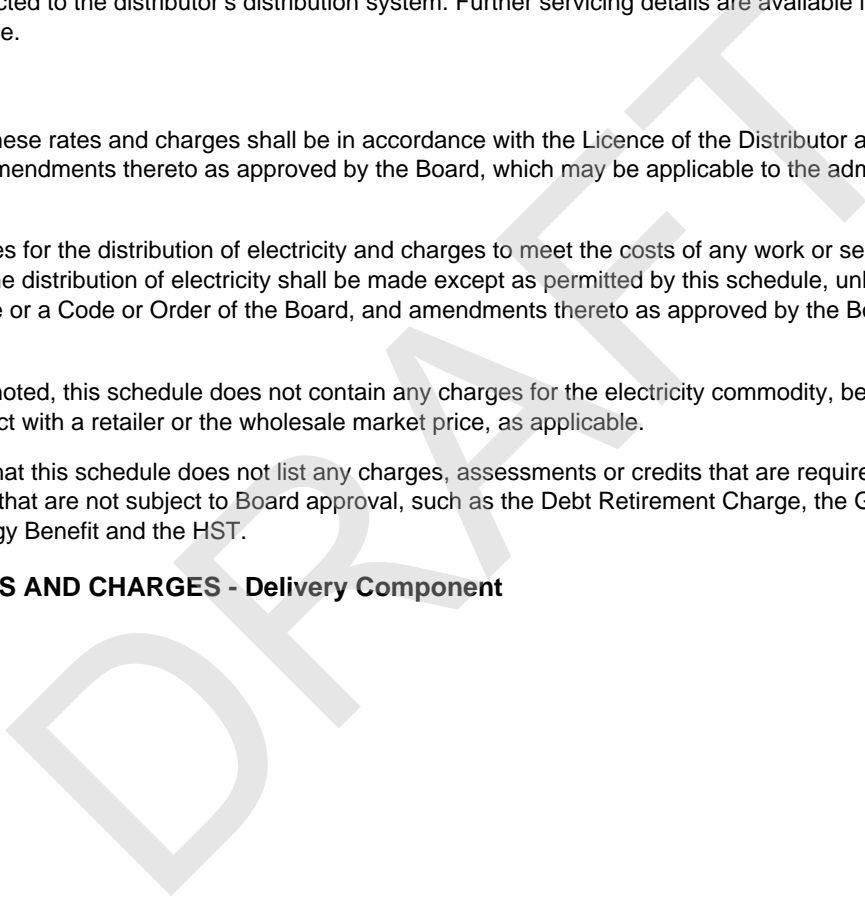 cted to the distributor's distribution system. Further servicing details are available
e.
hese rates and charges shall be in accordance with the Licence of the Distributor
mendments thereto as approved by the Board, which may be applicable to the
es for the distribution of electricity and charges to meet the costs of any work or
he distribution of electricity shall be made except as permitted by this schedule,
e or a Code or Order of the Board, and amendments thereto as approved by the
noted, this schedule does not contain any charges for the electricity commodity,
ct with a retailer or the wholesale market price, as applicable.
hat this schedule does not list any charges, assessments or credits that are require
that are not subject to Board approval, such as the Debt Retirement Charge, the
gy Benefit and the HST.
S AND CHARGES - Delivery Component
DRAFT